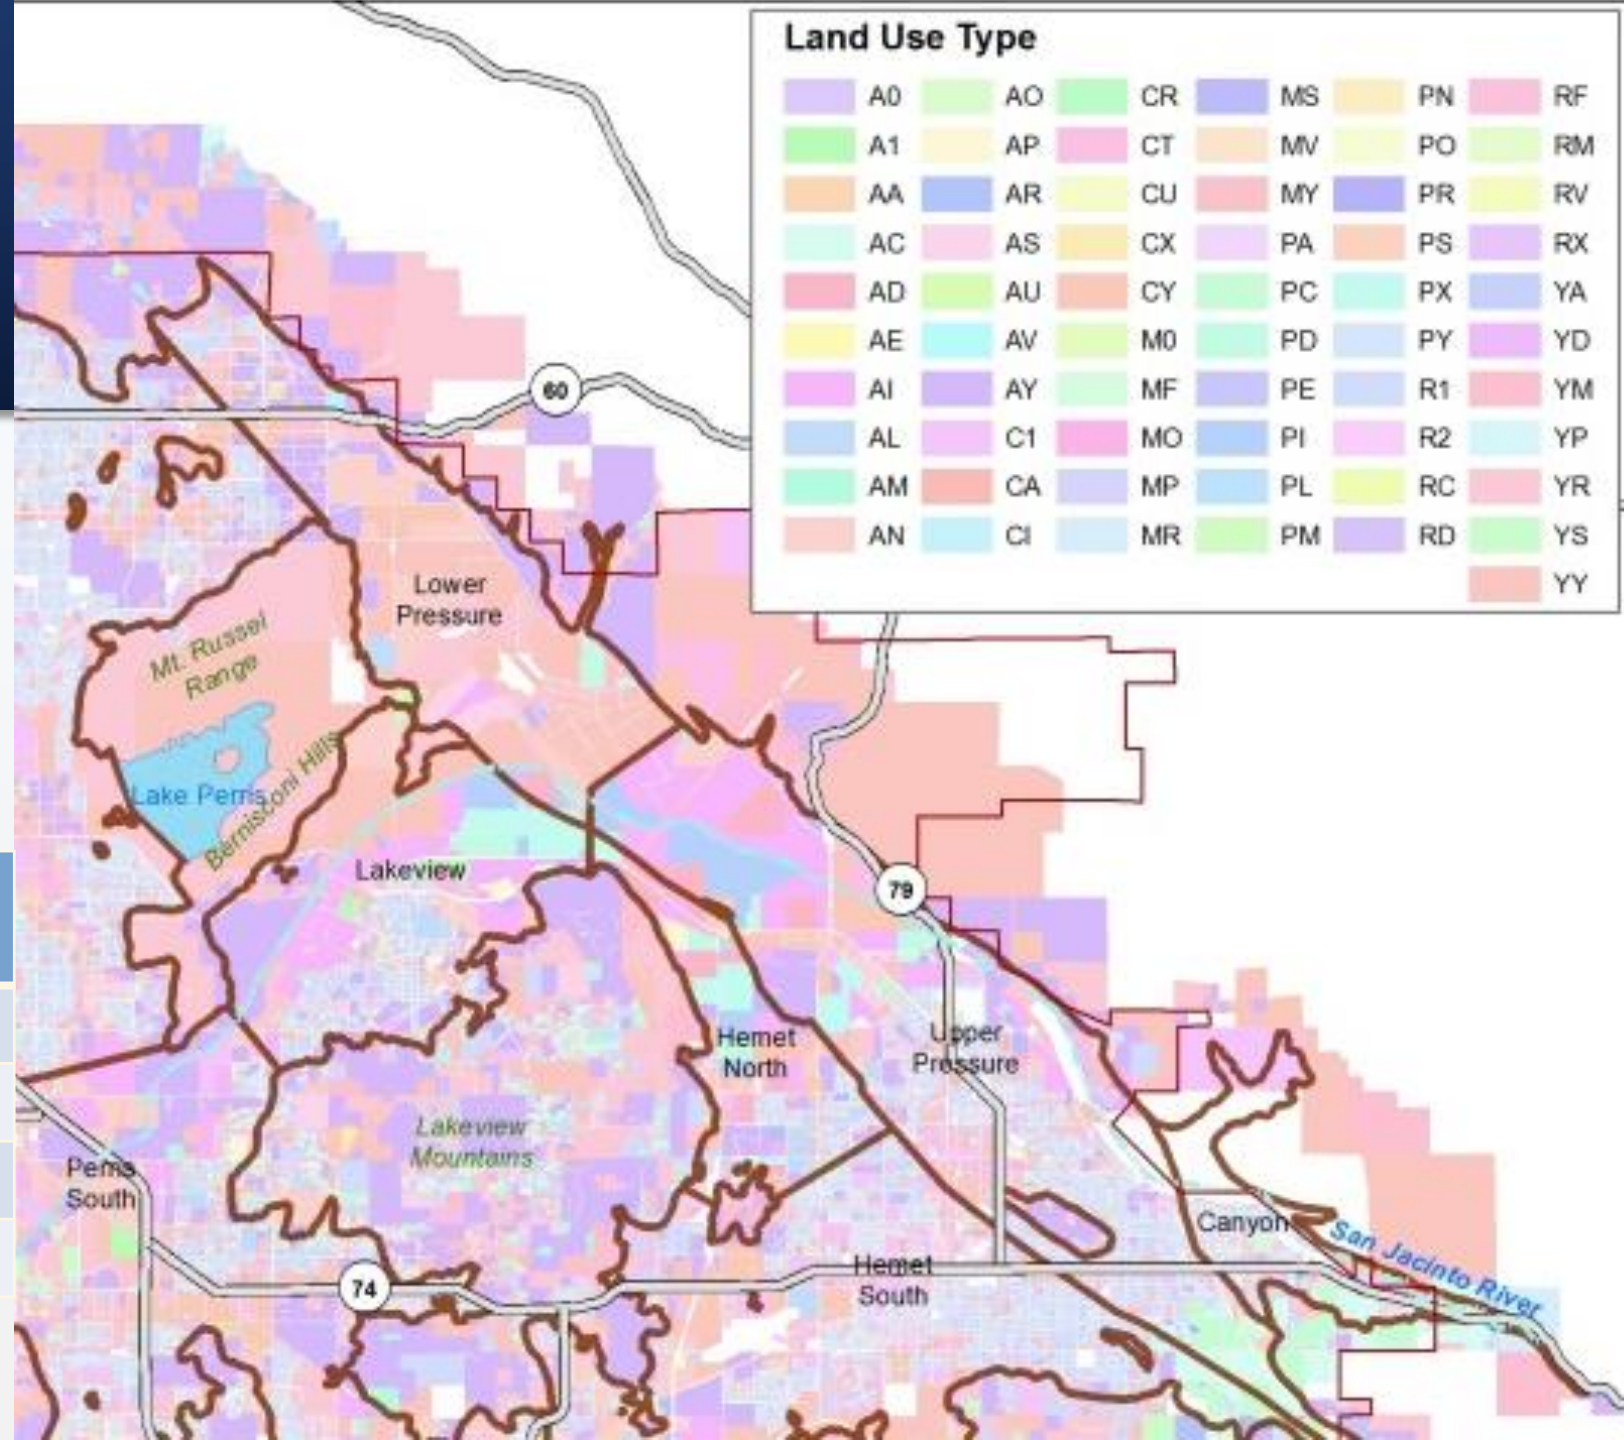 Land Use Type
A0 AO CR MS PN RF
A1 AP CT MV PO RM
AA AR CU MY PR RV
AC AS CX PA PS RX
AD AU CY PC PX YA
AE AV M0 PD PY YD
AI AY MF PE R1 YM
AL C1 MO PI R2 YP
AM CA MP PL RC YR
AN CI MR PM RD YS
YY
60
Lower
Pressure
Mt. Russel
Range
Lake Perris
Bernisconi Hills
Lakeview
79
Hemet
North
Upper
Pressure
Lakeview
Mountains
Perris
South
Canyon
San Jacinto River
74
Hemet
South